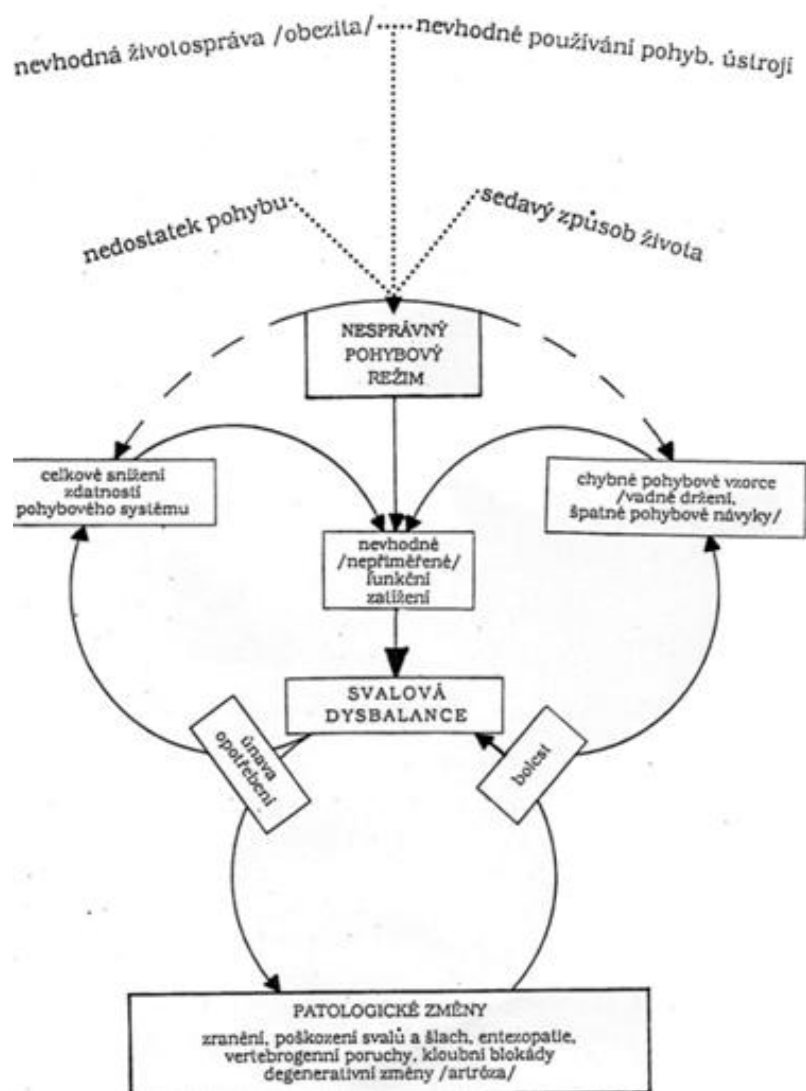 nevhodná životospráva /obezita/
nevhodné používání pohyb. ústrojí
nedostatek pohybu
sedavý způsob života
NESPRÁVNÝ
POHYBOVÝ
REŽIM
celkové snížení
zdatností
pohybového systému
chybné pohybové vzorce
/vadné držení,
špatné pohybové návyky/
nevhodné
/nepřiměřené/
funkční
zatížení
SVALOVÁ
DYSBALANCE
únava
opotřebení
bolest
PATOLOGICKÉ ZMĚNY
zranění, poškození svalů a šlach, entezopatie,
vertebrogenní poruchy, kloubní blokády
degenerativní změny /artróza/